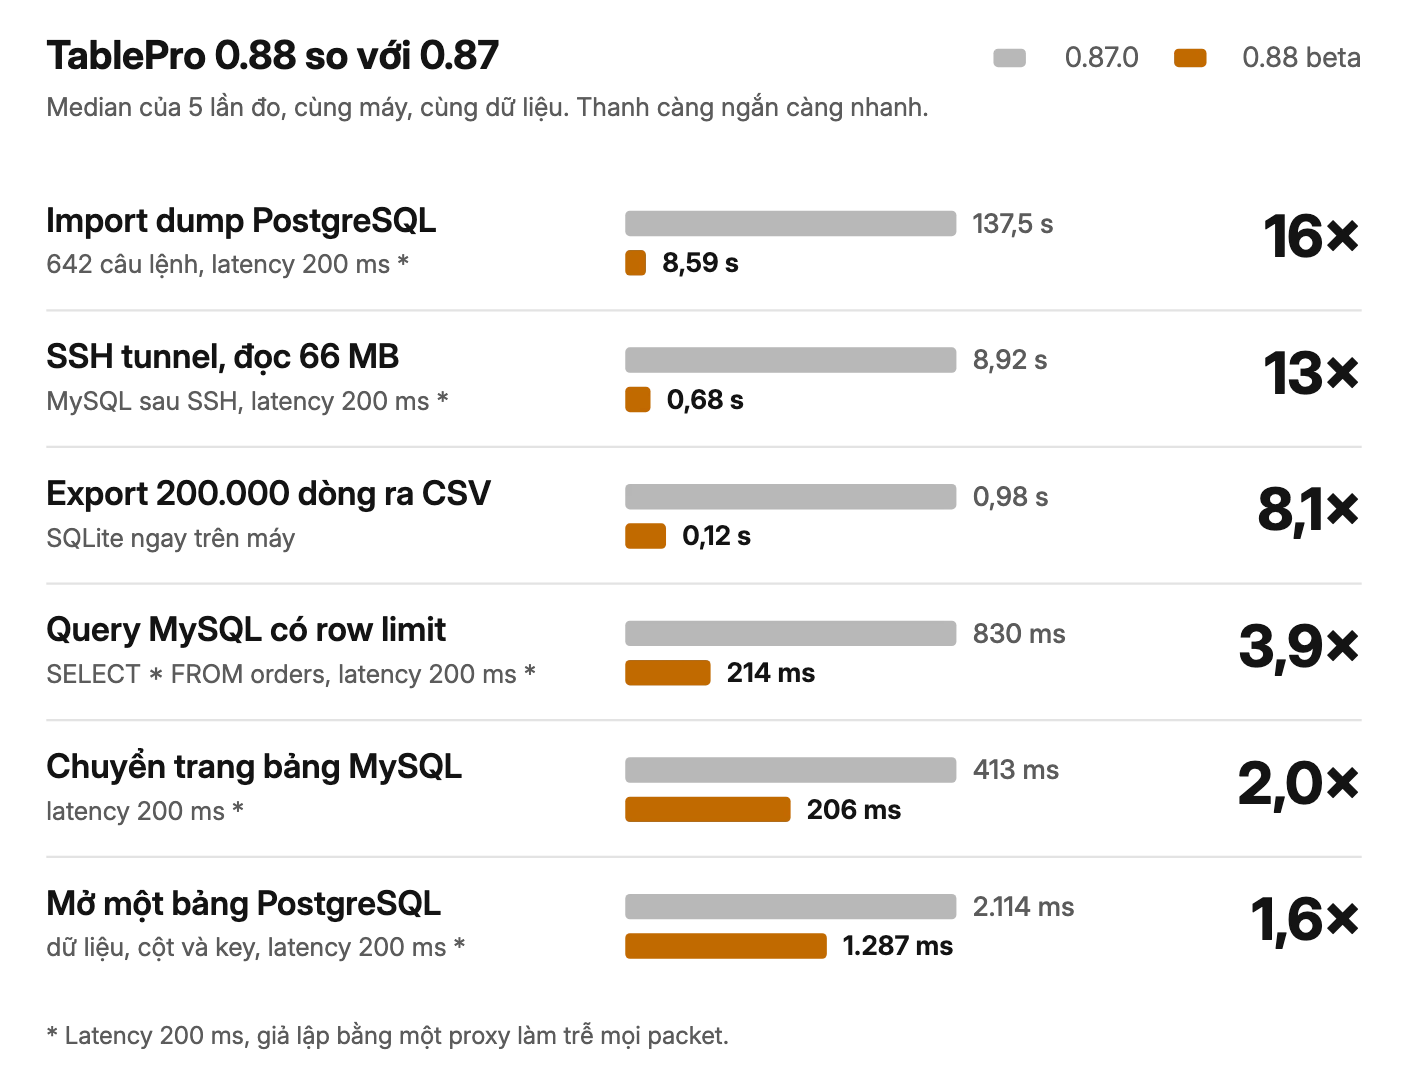 TablePro 0.88 so với 0.87
0.87.0
0.88 beta
Median của 5 lần đo, cùng máy, cùng dữ liệu. Thanh càng ngắn càng nhanh.
Import dump PostgreSQL
642 câu lệnh, latency 200 ms *
137,5 s
8,59 s
16×
SSH tunnel, đọc 66 MB
MySQL sau SSH, latency 200 ms *
8,92 s
0,68 s
13×
Export 200.000 dòng ra CSV
SQLite ngay trên máy
0,98 s
0,12 s
8,1×
Query MySQL có row limit
SELECT * FROM orders, latency 200 ms *
830 ms
214 ms
3,9×
Chuyển trang bảng MySQL
latency 200 ms *
413 ms
206 ms
2,0×
Mở một bảng PostgreSQL
dữ liệu, cột và key, latency 200 ms *
2.114 ms
1.287 ms
1,6×
* Latency 200 ms, giả lập bằng một proxy làm trễ mọi packet.